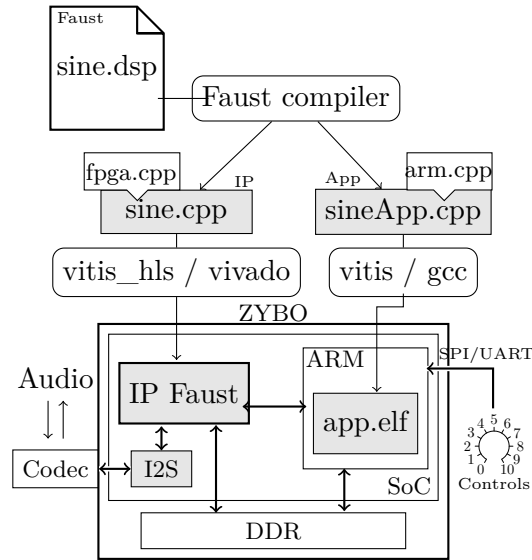 Faust
sine.dsp
Faust compiler
fpga.cpp
IP
App
arm.cpp
sine.cpp
sineApp.cpp
vitis_hls / vivado
vitis / gcc
ZYBO
SPI/UART
ARM
Audio
IP Faust
app.elf
Codec
I2S
SoC
0 1 2 3 4 5 6 7 8 9 10
Controls
DDR